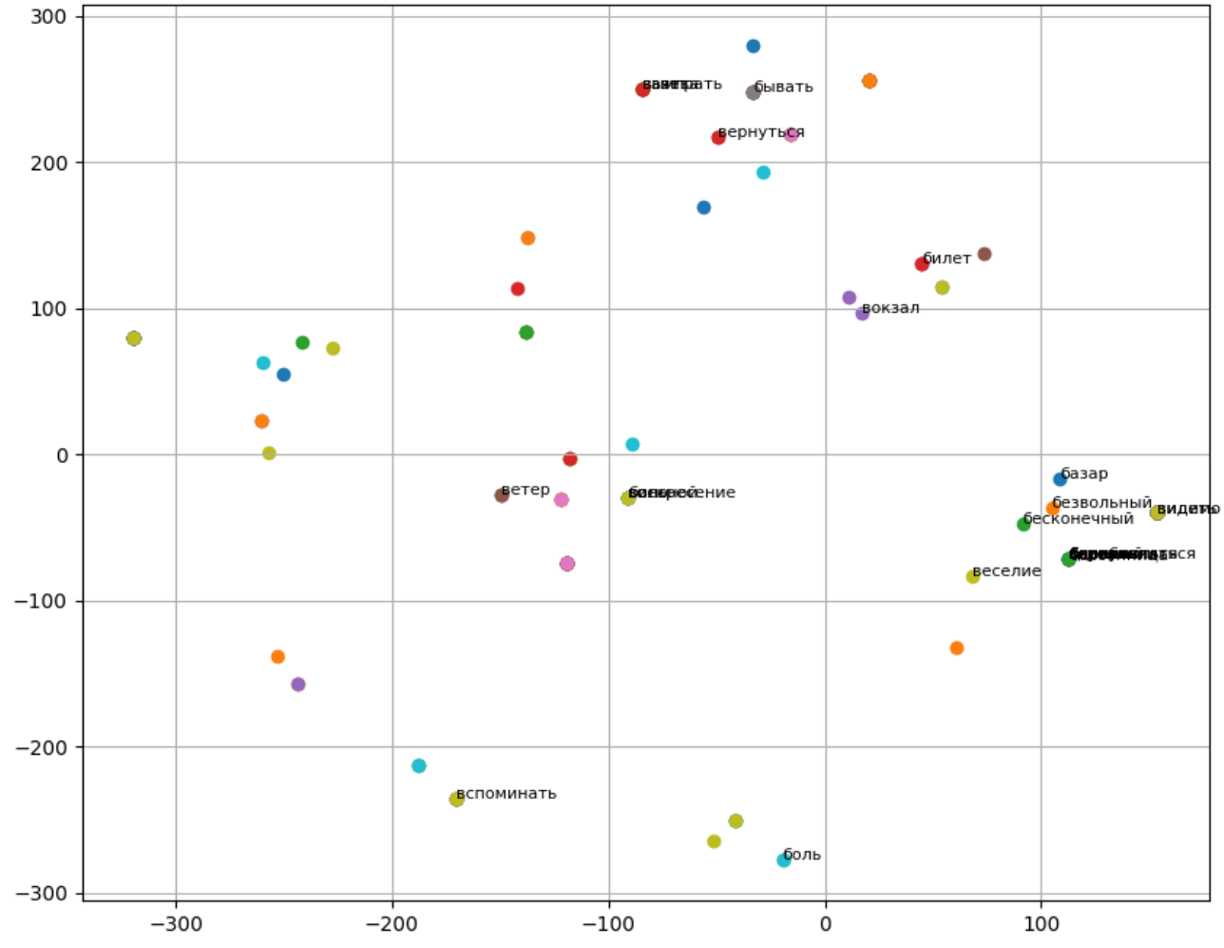 300
бывать
вернуться
200
билет
100
вокзал
0
базар
ветер
безвольный
бесконечный
веселие
−100
−200
вспоминать
боль
−300
−300 −200 −100 0 100